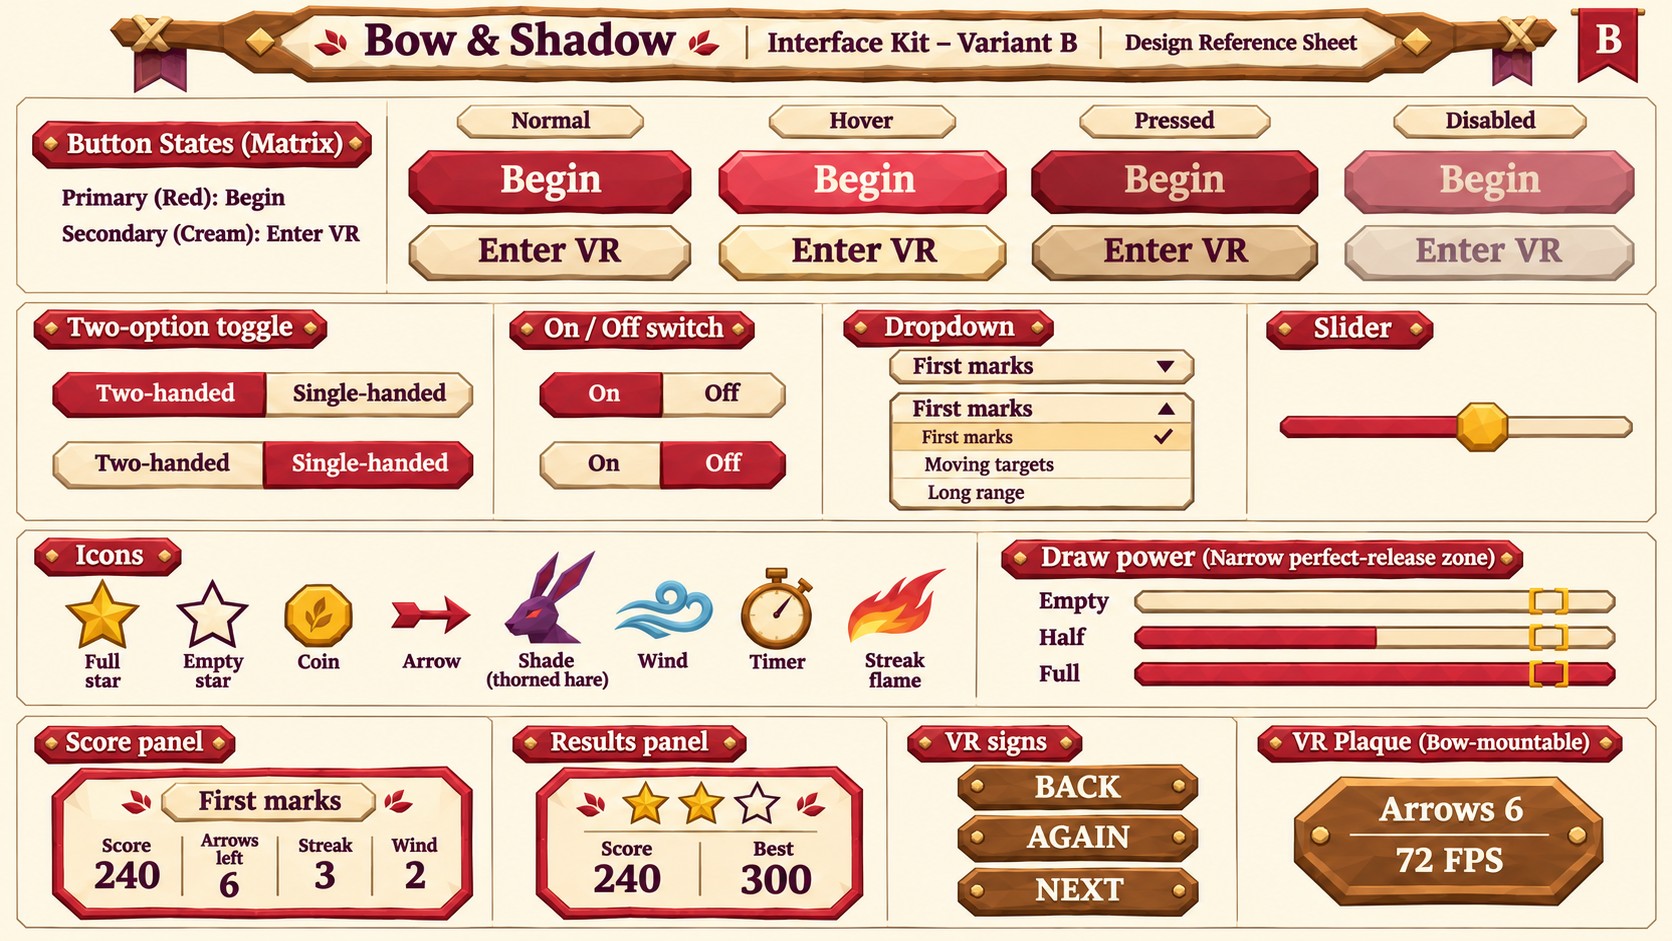 Bow & Shadow
Interface Kit – Variant B
Design Reference Sheet
B
Button States (Matrix)
Primary (Red): Begin
Secondary (Cream): Enter VR
Normal
Hover
Pressed
Disabled
Begin
Begin
Begin
Begin
Enter VR
Enter VR
Enter VR
Enter VR
Two-option toggle
Two-handed
Single-handed
Two-handed
Single-handed
On / Off switch
On
Off
On
Off
Dropdown
First marks
First marks
First marks
Moving targets
Long range
Slider
Icons
Full
star
Empty
star
Coin
Arrow
Shade
(thorned hare)
Wind
Timer
Streak
flame
Draw power (Narrow perfect-release zone)
Empty
Half
Full
Score panel
First marks
Score
240
Arrows
left
6
Streak
3
Wind
2
Results panel
Score
240
Best
300
VR signs
BACK
AGAIN
NEXT
VR Plaque (Bow-mountable)
Arrows 6
72 FPS